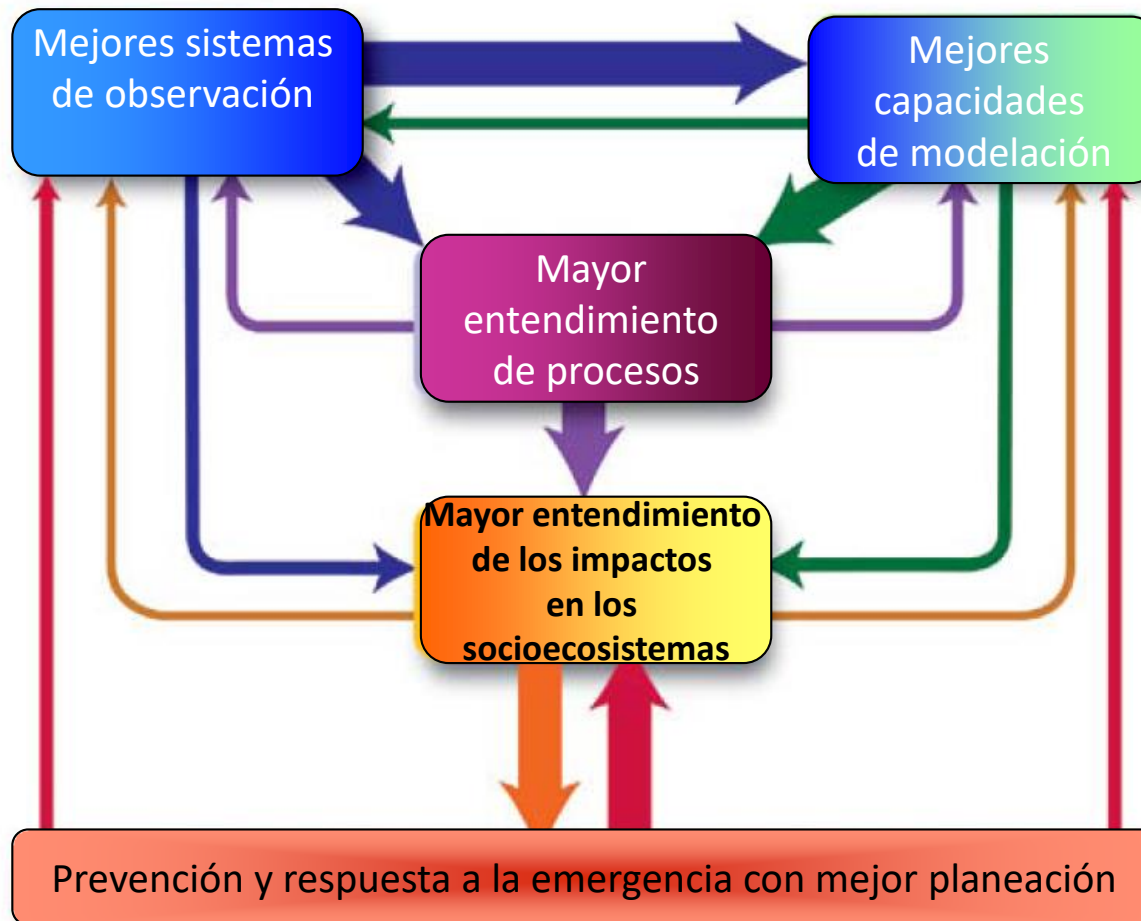 Mejores sistemas
de observación
Mejores
capacidades
de modelación
Mayor
entendimiento
de procesos
Mayor entendimiento
de los impactos
en los
socioecosistemas
Prevención y respuesta a la emergencia con mejor planeación